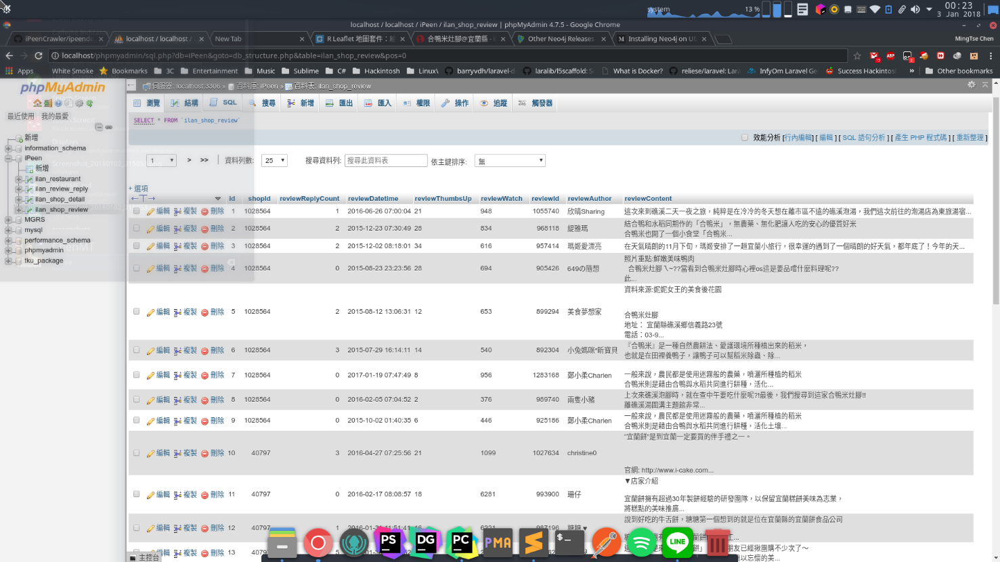 system
13 %
00:23
3 Jan 2018
localhost / localhost / iPeen / ilan_shop_review | phpMyAdmin 4.7.5 - Google Chrome
iPeenCrawler/ipeende
localhost / localhost /
New Tab
R Leaflet 地圖套件：給
合鴨米灶腳@宜蘭縣 - i
Other Neo4j Releases
Installing Neo4j on Ub
MingTse Chen
localhost/phpmyadmin/sql.php?db=iPeen&goto=db_structure.php&table=ilan_shop_review&pos=0
Apps White Smoke Bookmarks 3C Entertainment Music Sublime C# Hackintosh Linux\ barryvdh/laravel-d laralib/l5scaffold: Sc What is Docker? reliese/laravel: Lara InfyOm Laravel Ge Success Hackintos » Other bookmarks
phpMyAdmin
最近使用 我的最愛
新增
information_schema
iPeen
新增
ilan_restaurant
ilan_review_reply
ilan_shop_detail
ilan_shop_review
MGRS
mysql
performance_schema
phpmyadmin
tku_package
伺服器: localhost:3306 » 資料庫: iPeen » 資料表: ilan_shop_review
瀏覽 結構 SQL 搜尋 新增 匯出 匯入 權限 操作 追蹤 觸發器
SELECT * FROM `ilan_shop_review`
效能分析 [行內編輯] [ 編輯 ] [ SQL 語句分析 ] [ 產生 PHP 程式碼 ] [ 重新整理 ]
1 > >> | 資料列數: 25 搜尋資料列: 搜尋此資料表 依主鍵排序: 無
+ 選項
←T→ id shopId reviewReplyCount reviewDatetime reviewThumbsUp reviewWatch reviewId reviewAuthor reviewContent
編輯 複製 刪除 1 1028564 1 2016-06-26 07:00:04 21 948 1055740 欣晴Sharing 這次來到礁溪二天一夜之旅，純粹是在冷冷的冬天想在離市區不遠的礁溪泡湯，我們這次前往的泡湯店為東旅湯宿...
編輯 複製 刪除 2 1028564 2 2015-12-23 07:30:49 28 834 968118 緹雅瑪 結合鴨和水稻同期作的「合鴨米」，無農藥、無化肥讓人吃的安心的優質好米
合鴨米也開了一個小食堂「合鴨米...
編輯 複製 刪除 3 1028564 2 2015-12-02 08:18:01 34 616 957414 瑪姬愛漂亮 在天氣晴朗的11月下旬，瑪姬安排了一趟宜蘭小旅行，很幸運的遇到了一個晴朗的好天氣，都年底了！今年的天...
編輯 複製 刪除 4 1028564 0 2015-08-23 23:23:56 28 694 905426 649の隨想 照片重點:鮮嫩美味鴨肉
合鴨米灶腳ㄟ~??當看到合鴨米灶腳時心裡os這是要品嚐什麼料理呢??
此...
編輯 複製 刪除 5 1028564 2 2015-08-12 13:06:31 12 653 899294 美食夢想家 資料來源:妮妮女王的美食後花園
合鴨米灶腳
地址： 宜蘭縣礁溪鄉信義路23號
電話：03-9...
編輯 複製 刪除 6 1028564 3 2015-07-29 16:14:11 14 540 892304 小兔媽咪*昕寶貝 『合鴨米』是一種自然農耕法、愛護環境所種植出來的稻米，
也就是在田裡養鴨子，讓鴨子可以幫稻米除蟲、除...
編輯 複製 刪除 7 1028564 0 2017-01-19 07:47:49 8 956 1283168 鄭小柔Charlen 一般來說，農民都是使用迷霧般的農藥，噴灑所種植的稻米
合鴨米則是藉由合鴨與水稻共同進行耕種，活化...
編輯 複製 刪除 8 1028564 0 2016-02-05 07:04:52 2 376 989740 兩隻小豬 上次來礁溪泡腳時，就在查中午要吃什麼呢?!最後，我們搜尋到這家合鴨米灶腳!!
離礁溪湯圍溝主題館非常...
編輯 複製 刪除 9 1028564 0 2015-10-02 01:40:35 6 446 925186 鄭小柔Charlen 一般來說，農民都是使用迷霧般的農藥，噴灑所種植的稻米
合鴨米則是藉由合鴨與水稻共同進行耕種，活化土壤...
編輯 複製 刪除 10 40797 3 2016-04-27 07:25:56 21 1099 1027634 christine0 "宜蘭餅"是到宜蘭一定要買的伴手禮之一。
官網: http://www.i-cake.com...
編輯 複製 刪除 11 40797 0 2016-02-17 08:08:57 18 6281 993900 珊仔 ▼店家介紹
宜蘭餅擁有超過30年製餅經驗的研發團隊，以保留宜蘭糕餅美味為志業，
將糕點的美味推廣...
編輯 複製 刪除 12 40797 1 987196 糖糖 ♥ 說到好吃的牛舌餅，糖糖第一個想到的就是位在宜蘭縣的宜蘭餅食品公司
編輯 複製 刪除 13 40797 朋友已經揪團購不少次了～
以忘懷的美...
主控台
PS DG PC PMA $_ LINE